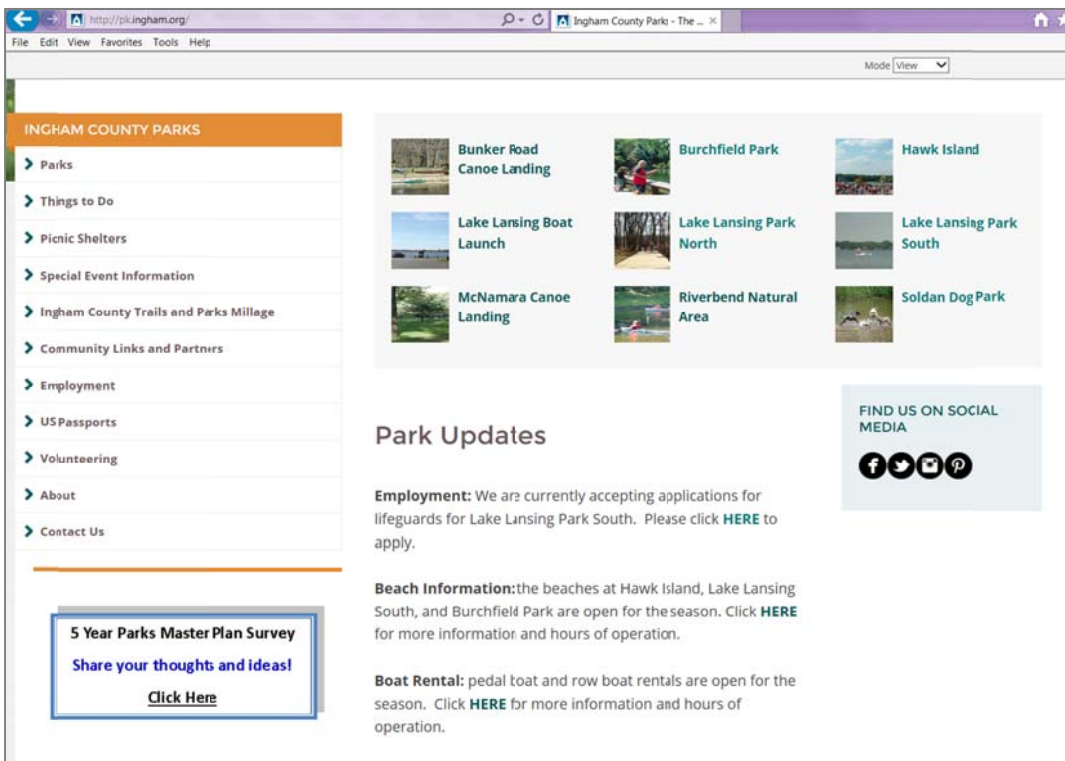 http://pk.ingham.org/
Ingham County Parks - The ...
File Edit View Favorites Tools Help
Mode View
INGHAM COUNTY PARKS
Parks
Things to Do
Picnic Shelters
Special Event Information
Ingham County Trails and Parks Millage
Community Links and Partners
Employment
US Passports
Volunteering
About
Contact Us
5 Year Parks Master Plan Survey
Share your thoughts and ideas!
Click Here
Bunker Road
Canoe Landing
Burchfield Park
Hawk Island
Lake Lansing Boat
Launch
Lake Lansing Park
North
Lake Lansing Park
South
McNamara Canoe
Landing
Riverbend Natural
Area
Soldan Dog Park
Park Updates
Employment: We are currently accepting applications for
lifeguards for Lake Lansing Park South. Please click HERE to
apply.
Beach Information: the beaches at Hawk Island, Lake Lansing
South, and Burchfield Park are open for the season. Click HERE
for more information and hours of operation.
Boat Rental: pedal boat and row boat rentals are open for the
season. Click HERE for more information and hours of
operation.
FIND US ON SOCIAL
MEDIA